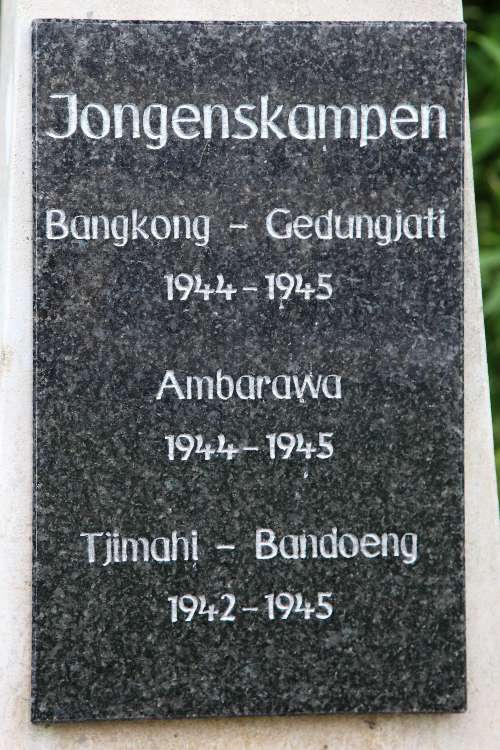 Jongenskampen
Bangkong – Gedungjati
1944 – 1945
Ambarawa
1944 – 1945
Tjimahi – Bandoeng
1942 – 1945